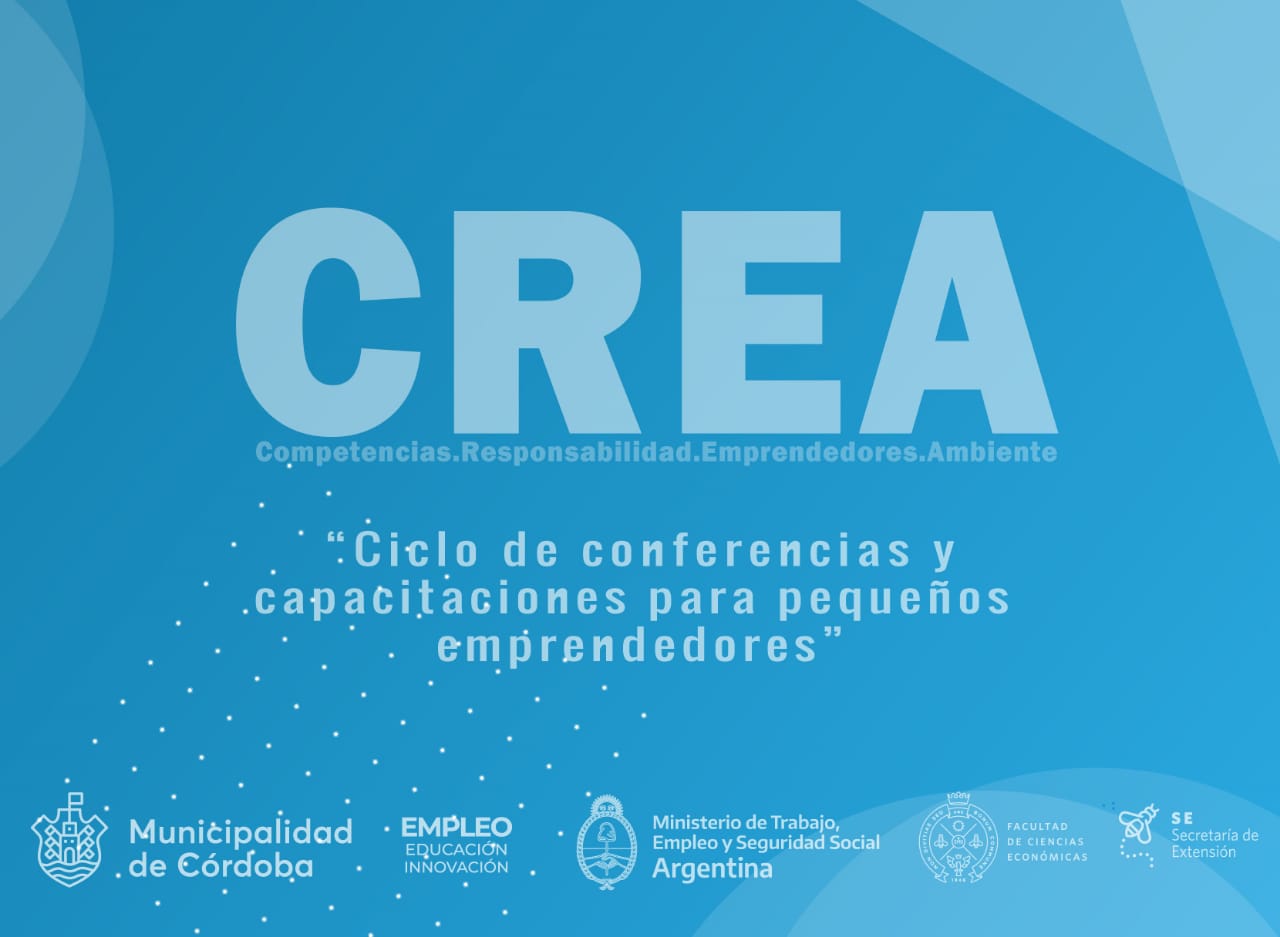 CREA
Competencias.Responsabilidad.Emprendedores.Ambiente
“Ciclo de conferencias y
capacitaciones para pequeños
emprendedores”
Municipalidad
de Córdoba
EMPLEO
EDUCACIÓN
INNOVACIÓN
Ministerio de Trabajo,
Empleo y Seguridad Social
Argentina
FACULTAD
DE CIENCIAS
ECONÓMICAS
SE
Secretaría de
Extensión